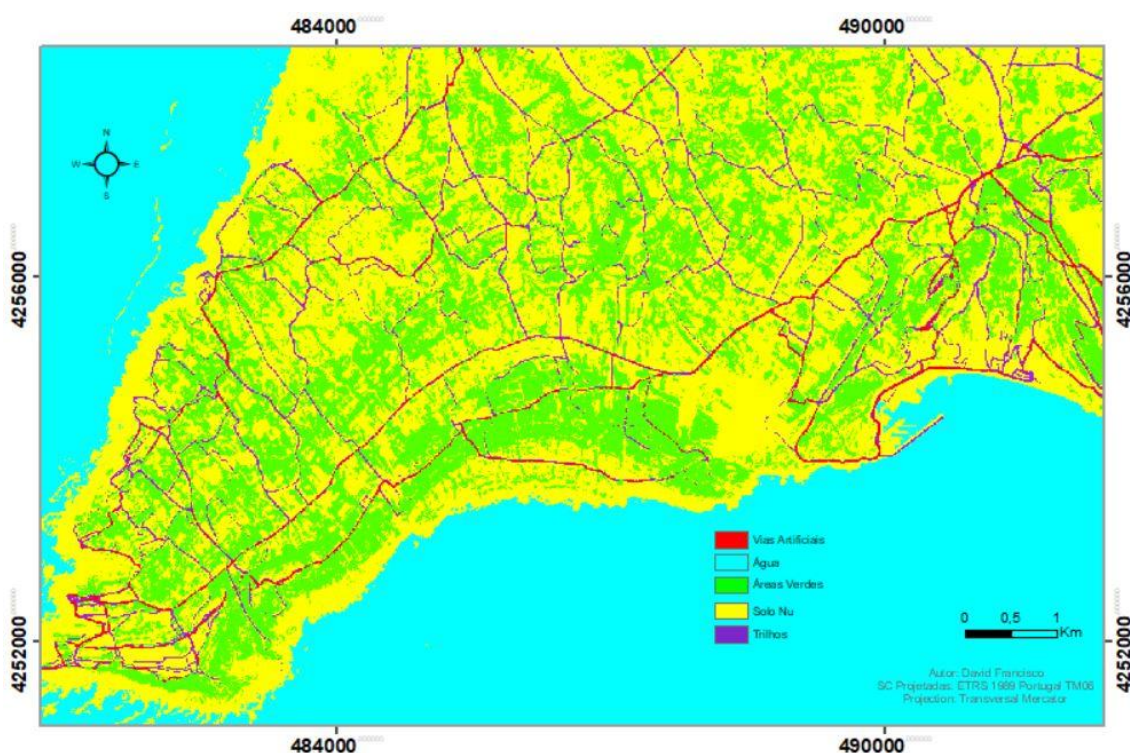 484000
490000
N
W E
S
4256000
4256000
Vias Artificiais
Água
Áreas Verdes
Solo Nu
Trilhos
0 0,5 1
Km
4252000
4252000
Autor: David Francisco
SC Projetadas: ETRS 1989 Portugal TM06
Projection: Transversal Mercator
484000
490000